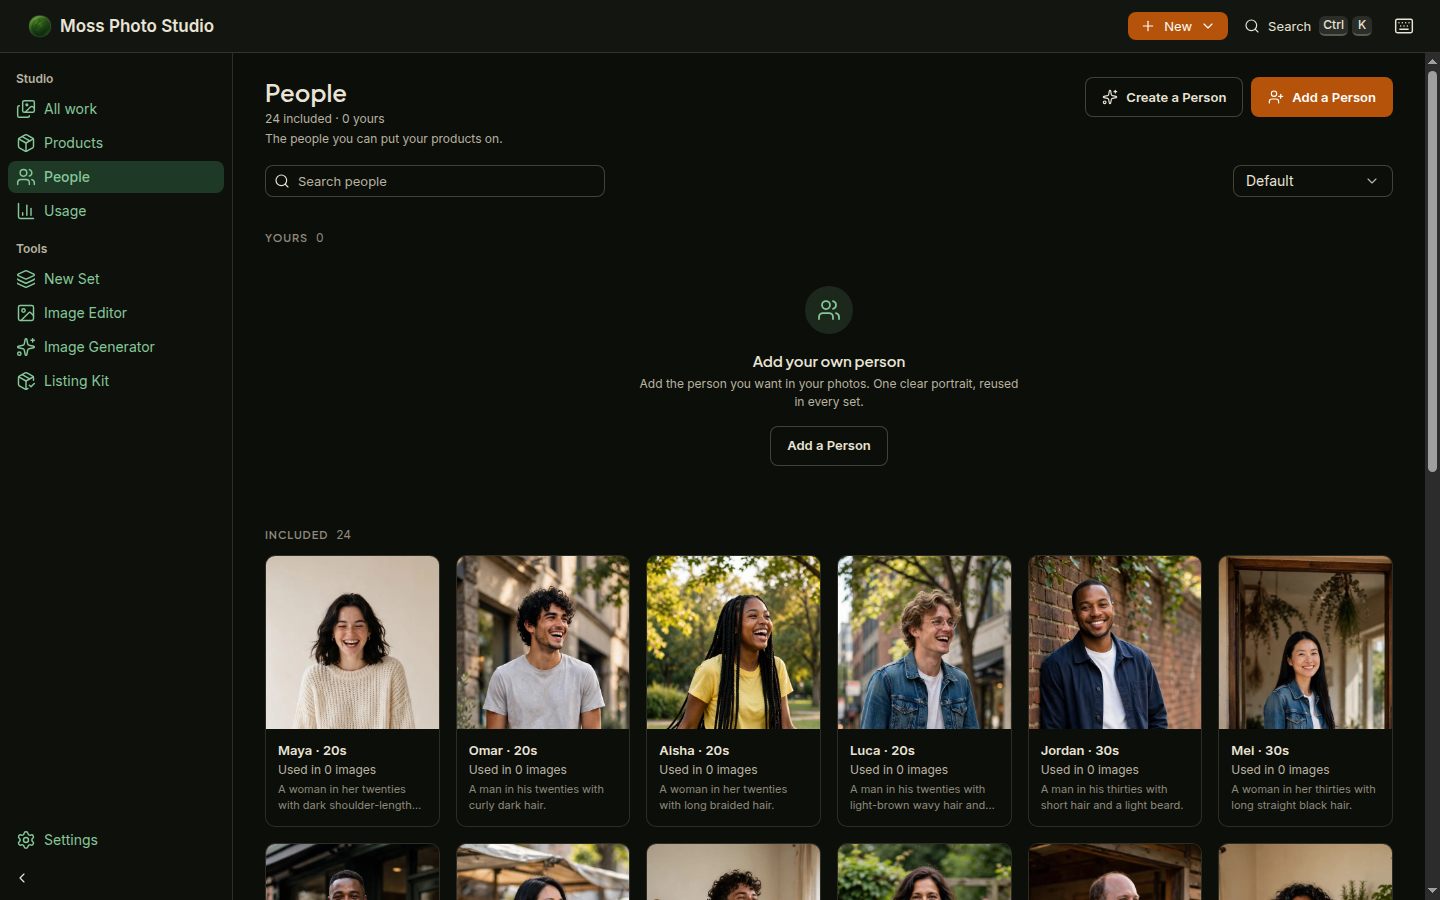 Moss Photo Studio
New
Search Ctrl K
Studio
All work
Products
People
Usage
Tools
New Set
Image Editor
Image Generator
Listing Kit
Settings
People
24 included · 0 yours
The people you can put your products on.
Create a Person
Add a Person
Search people
Default
YOURS 0
Add your own person
Add the person you want in your photos. One clear portrait, reused
in every set.
Add a Person
INCLUDED 24
Maya · 20s
Used in 0 images
A woman in her twenties
with dark shoulder-length...
Omar · 20s
Used in 0 images
A man in his twenties with
curly dark hair.
Aisha · 20s
Used in 0 images
A woman in her twenties
with long braided hair.
Luca · 20s
Used in 0 images
A man in his twenties with
light-brown wavy hair and...
Jordan · 30s
Used in 0 images
A man in his thirties with
short hair and a light beard.
Mei · 30s
Used in 0 images
A woman in her thirties with
long straight black hair.